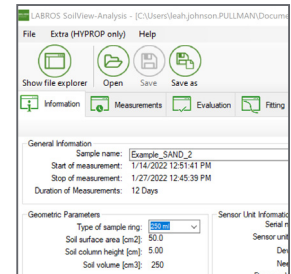 LABROS SoilView-Analysis - [C:\Users\leah.johnson.PULLMAN\Docume
File Extra (HYPROP only) Help
Show file explorer Open Save Save as
Information Measurements Evaluation Fitting
General Information
Sample name: Example_SAND_2
Start of measurement: 1/14/2022 12:51:41 PM
Stop of measurement: 1/27/2022 12:45:39 PM
Duration of Measurements: 12 Days
Geometric Parameters Sensor Unit Informatio
Type of sample ring: 250 ml Serial n
Soil surface area [cm2]: 50.0 Sensor unit
Soil column height [cm]: 5.00 Dev
Soil volume [cm3]: 250 Nee